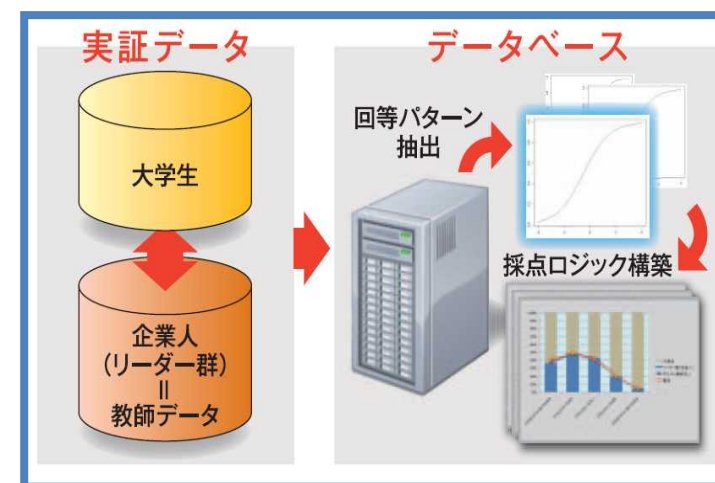 実証データ
データベース
大学生
企業人
(リーダー群)
||
教師データ
回等パターン
抽出
採点ロジック構築